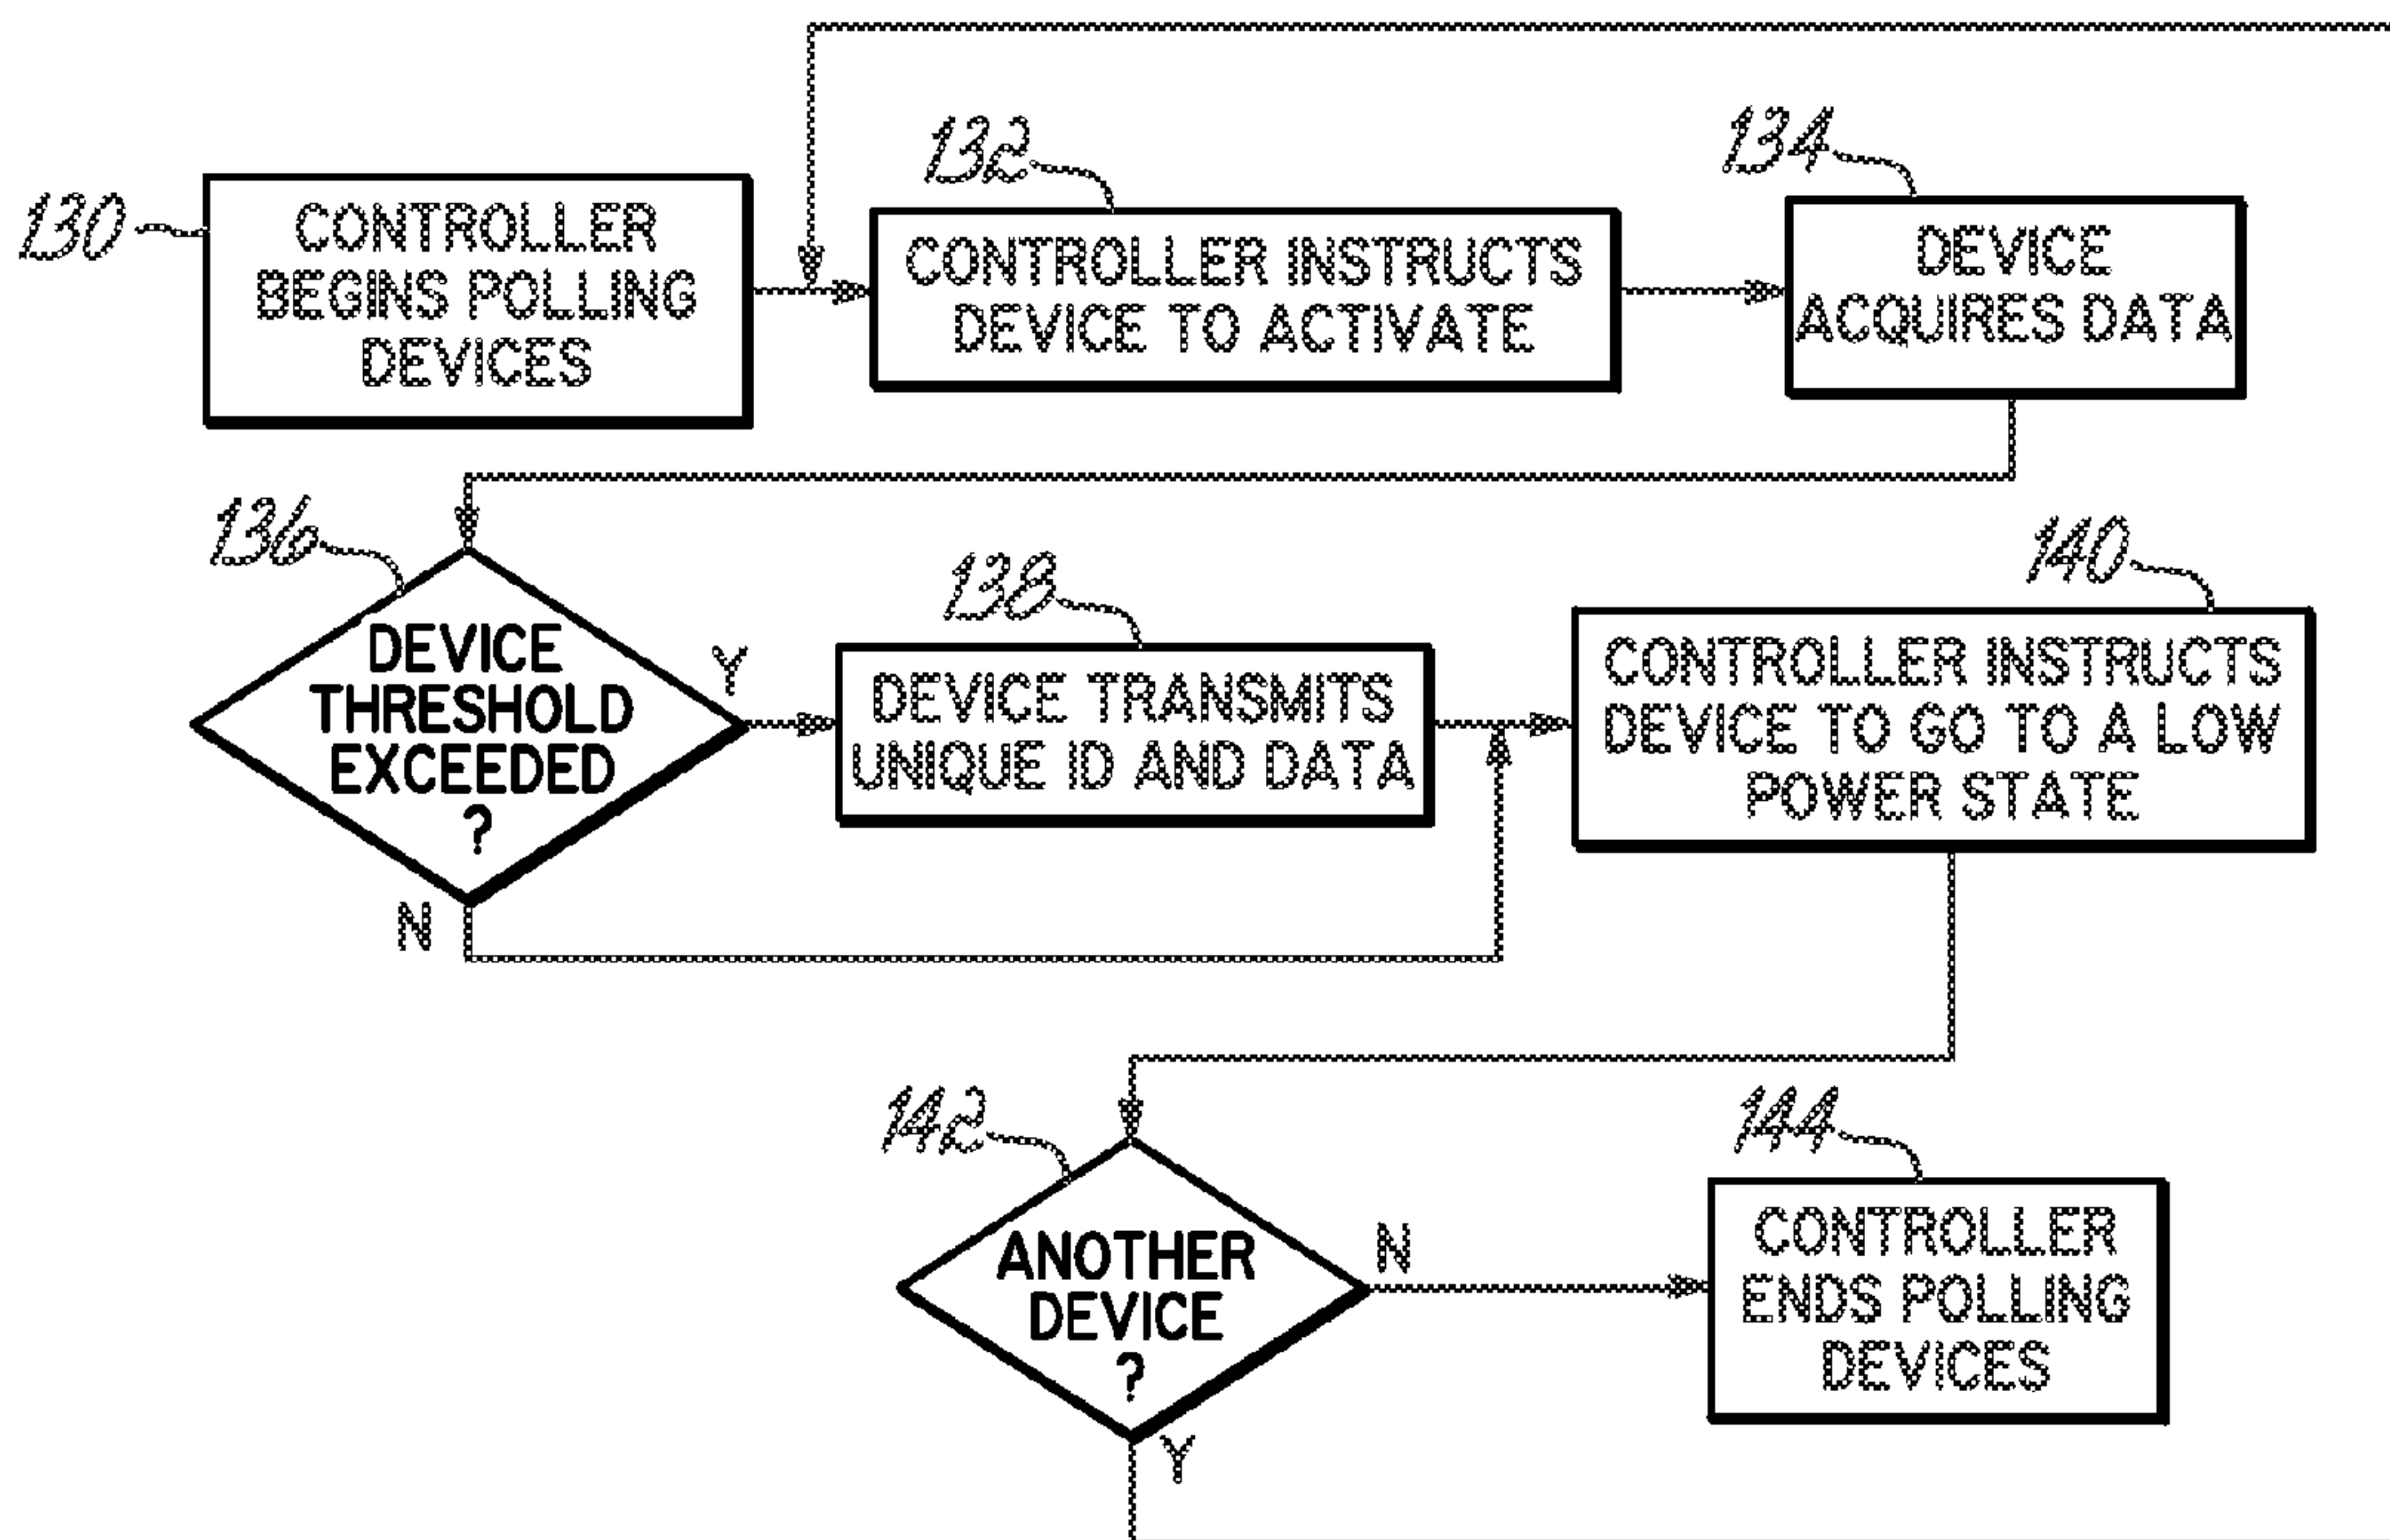 130
CONTROLLER
BEGINS POLLING
DEVICES
132
CONTROLLER INSTRUCTS
DEVICE TO ACTIVATE
134
DEVICE
ACQUIRES DATA
136
DEVICE
THRESHOLD
EXCEEDED
?
Y
N
138
DEVICE TRANSMITS
UNIQUE ID AND DATA
140
CONTROLLER INSTRUCTS
DEVICE TO GO TO A LOW
POWER STATE
142
ANOTHER
DEVICE
?
N
Y
144
CONTROLLER
ENDS POLLING
DEVICES